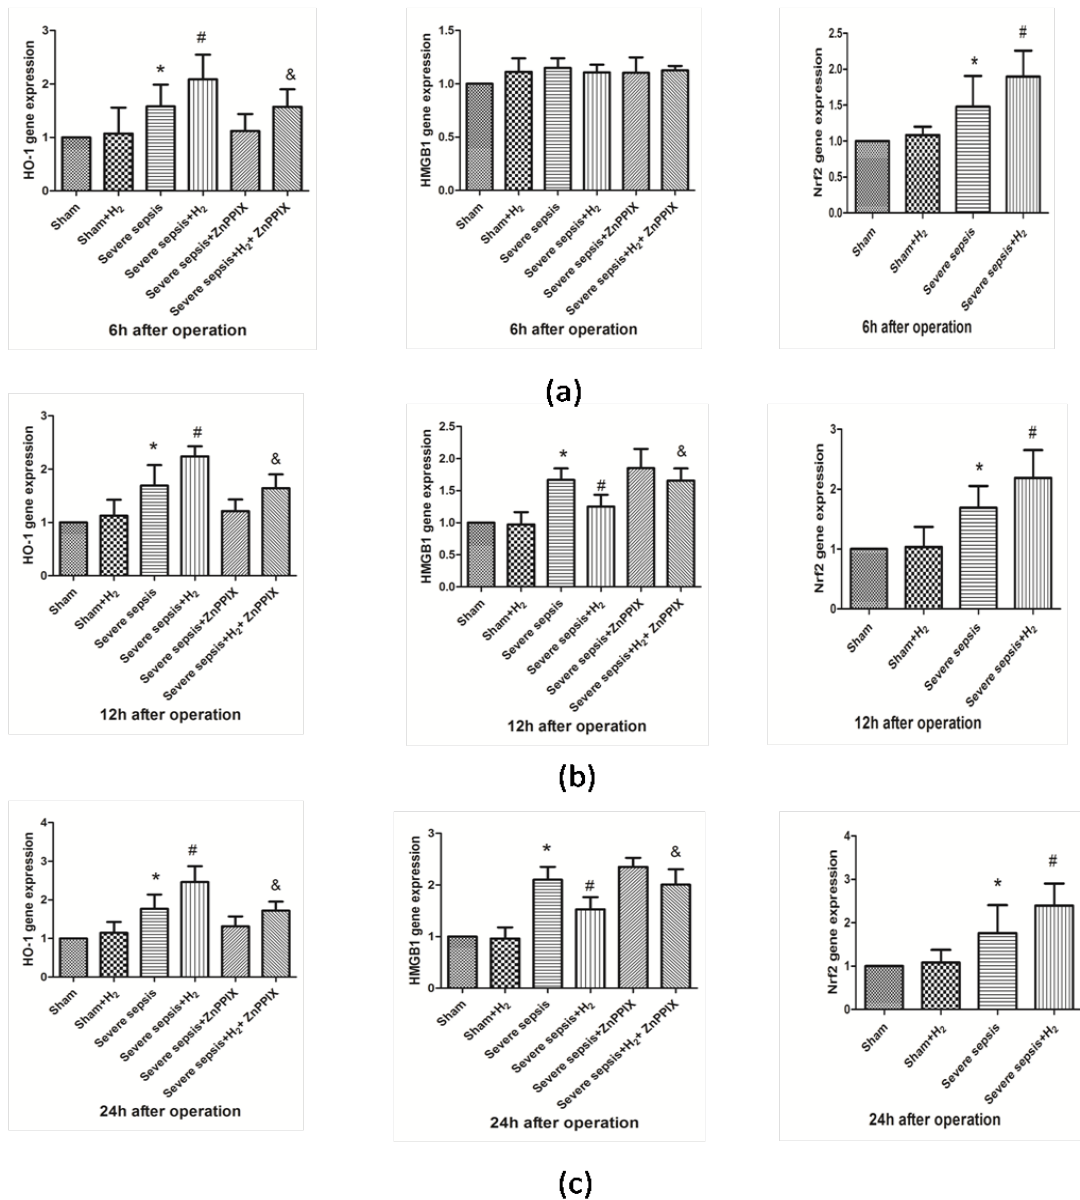 HO-1 gene expression
3
2
1
0
*
#
&
Sham
Sham+H2
Severe sepsis
Severe sepsis+H2
Severe sepsis+ZnPPIX
Severe sepsis+H2+ ZnPPIX
6h after operation
HMGB1 gene expression
1.5
1.0
0.5
0.0
Sham
Sham+H2
Severe sepsis
Severe sepsis+H2
Severe sepsis+ZnPPIX
Severe sepsis+H2+ ZnPPIX
6h after operation
Nrf2 gene expression
2.5
2.0
1.5
1.0
0.5
0.0
*
#
Sham
Sham+H2
Severe sepsis
Severe sepsis+H2
6h after operation
(a)
HO-1 gene expression
3
2
1
0
*
#
&
Sham
Sham+H2
Severe sepsis
Severe sepsis+H2
Severe sepsis+ZnPPIX
Severe sepsis+H2+ ZnPPIX
12h after operation
HMGB1 gene expression
2.5
2.0
1.5
1.0
0.5
0.0
*
#
&
Sham
Sham+H2
Severe sepsis
Severe sepsis+H2
Severe sepsis+ZnPPIX
Severe sepsis+H2+ ZnPPIX
12h after operation
Nrf2 gene expression
3
2
1
0
*
#
Sham
Sham+H2
Severe sepsis
Severe sepsis+H2
12h after operation
(b)
HO-1 gene expression
4
3
2
1
0
*
#
&
Sham
Sham+H2
Severe sepsis
Severe sepsis+H2
Severe sepsis+ZnPPIX
Severe sepsis+H2+ ZnPPIX
24h after operation
HMGB1 gene expression
3
2
1
0
*
#
&
Sham
Sham+H2
Severe sepsis
Severe sepsis+H2
Severe sepsis+ZnPPIX
Severe sepsis+H2+ ZnPPIX
24h after operation
Nrf2 gene expression
4
3
2
1
0
*
#
Sham
Sham+H2
Severe sepsis
Severe sepsis+H2
24h after operation
(c)